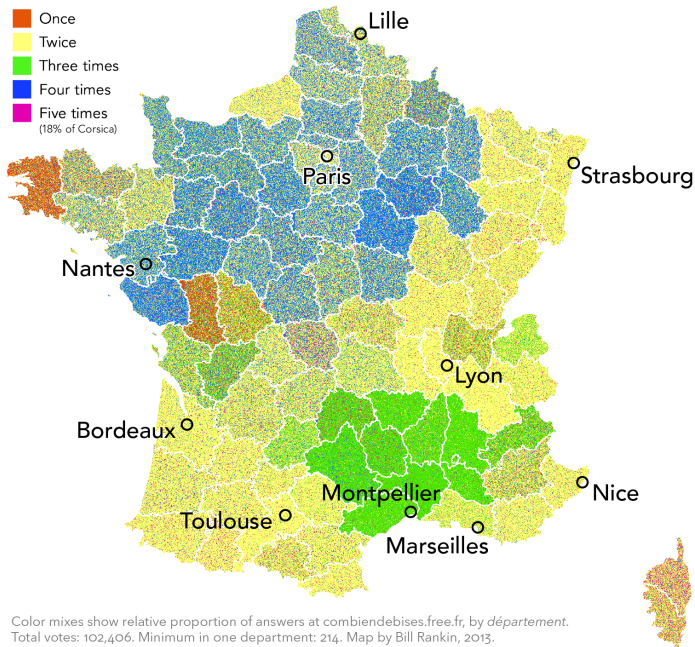 Once
Twice
Three times
Four times
Five times
(18% of Corsica)
Lille
Paris
Strasbourg
Nantes
Lyon
Bordeaux
Montpellier
Nice
Toulouse
Marseilles
Color mixes show relative proportion of answers at combiendebises.free.fr, by département.
Total votes: 102,406. Minimum in one department: 214. Map by Bill Rankin, 2013.